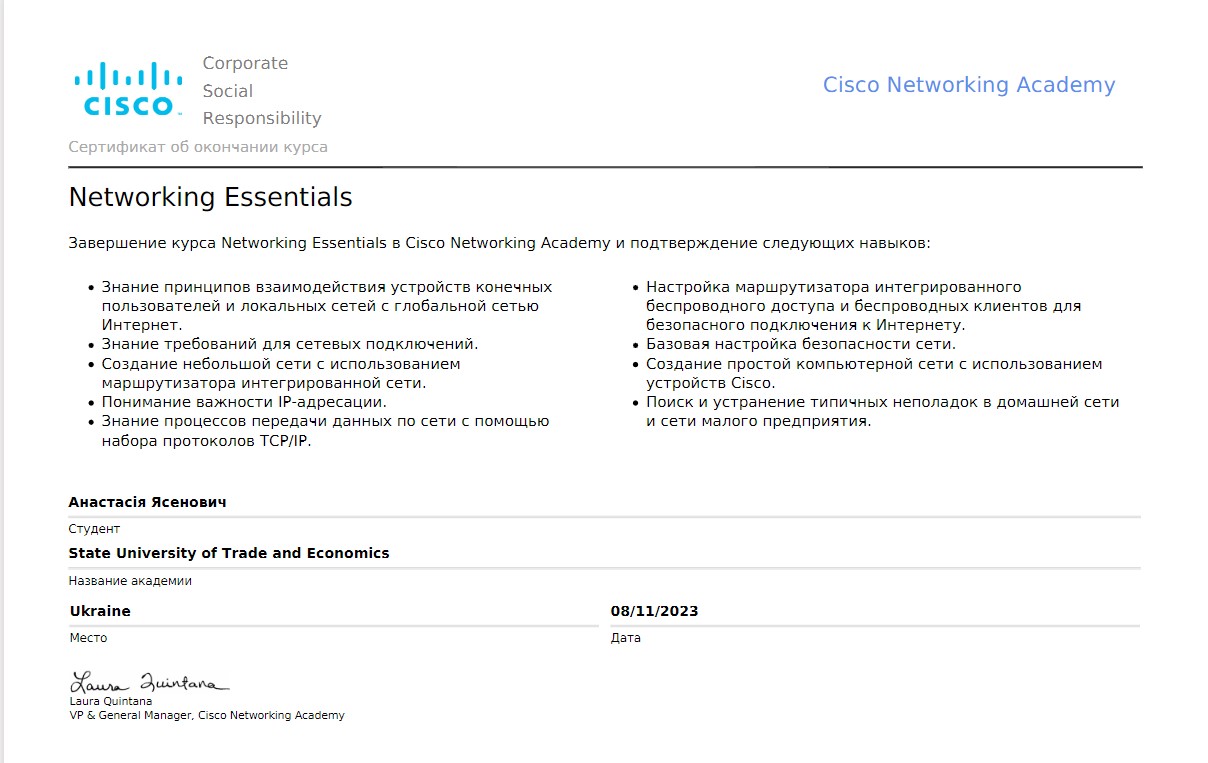 Corporate
Social
Responsibility
CISCO
Cisco Networking Academy
Сертификат об окончании курса
Networking Essentials
Завершение курса Networking Essentials в Cisco Networking Academy и подтверждение следующих навыков:
• Знание принципов взаимодействия устройств конечных
пользователей и локальных сетей с глобальной сетью
Интернет.
• Знание требований для сетевых подключений.
• Создание небольшой сети с использованием
маршрутизатора интегрированной сети.
• Понимание важности IP-адресации.
• Знание процессов передачи данных по сети с помощью
набора протоколов TCP/IP.
• Настройка маршрутизатора интегрированного
беспроводного доступа и беспроводных клиентов для
безопасного подключения к Интернету.
• Базовая настройка безопасности сети.
• Создание простой компьютерной сети с использованием
устройств Cisco.
• Поиск и устранение типичных неполадок в домашней сети
и сети малого предприятия.
Анастасія Ясенович
Студент
State University of Trade and Economics
Название академии
Ukraine
Место
08/11/2023
Дата
Laura Quintana
Laura Quintana
VP & General Manager, Cisco Networking Academy